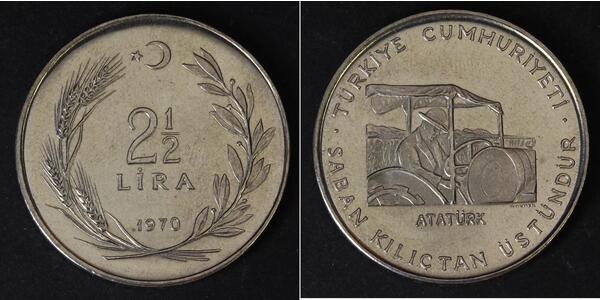 2½
LİRA
.1970
TÜRKİYE CUMHURİYETİ ·
SABAN KILIÇTAN ÜSTÜNDÜR ·
ATATÜRK